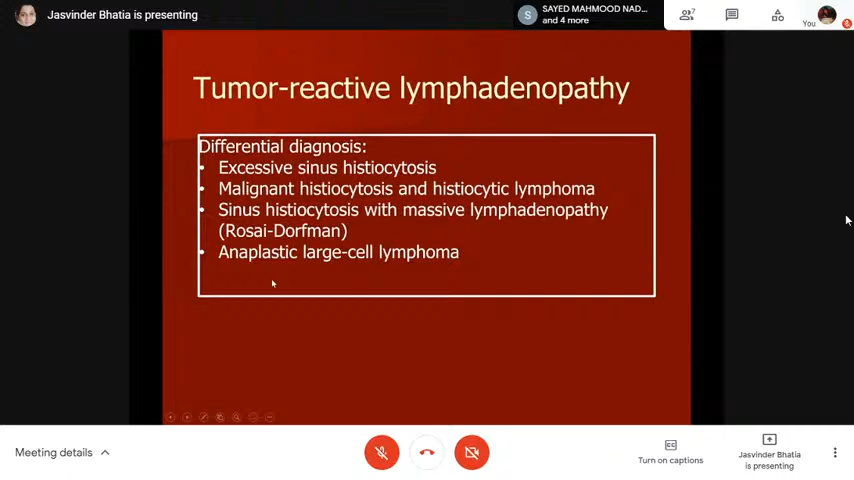 Jasvinder Bhatia is presenting
S
SAYED MAHMOOD NAD...
and 4 more
7
You
Tumor-reactive lymphadenopathy
Differential diagnosis:
• Excessive sinus histiocytosis
• Malignant histiocytosis and histiocytic lymphoma
• Sinus histiocytosis with massive lymphadenopathy
(Rosai-Dorfman)
• Anaplastic large-cell lymphoma
Meeting details
Turn on captions
Jasvinder Bhatia
is presenting